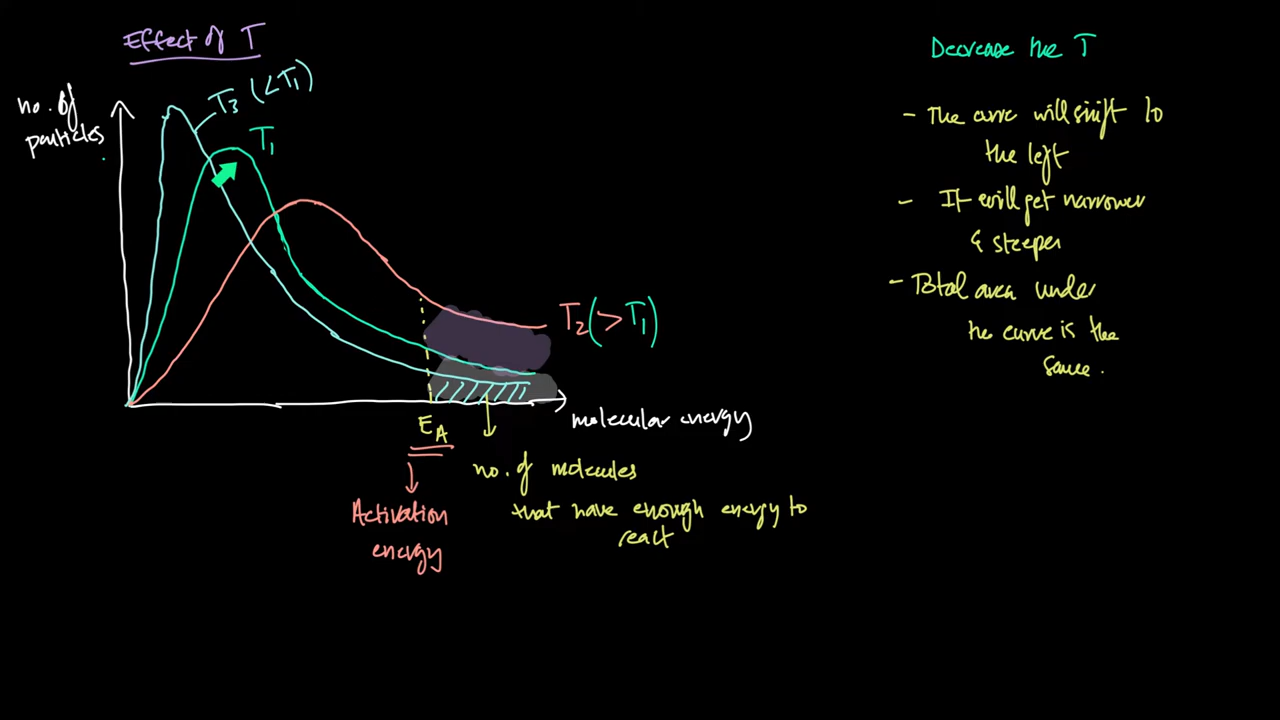 Effect of T
no. of
particles
T3 (<T1)
T1
T2 (>T1)
EA
molecular energy
Activation
energy
no. of molecules
that have enough energy to
react
Decrease the T
- The curve will shift to
the left
- It will get narrower
& steeper
- Total area under
the curve is the
same.